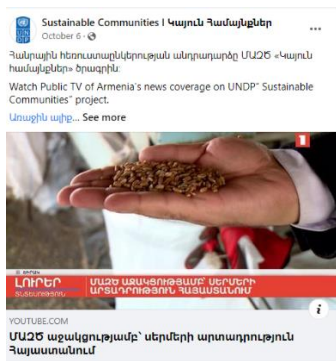 Sustainable Communities | Կայուն Համայնքներ
October 6 ·
Հանրային հեռուստաընկերության անդրադարձը ՄԱԶԾ «Կայուն
համայնքներ» ծրագրին:
Watch Public TV of Armenia's news coverage on UNDP" Sustainable
Communities" project.
Առաջին ալիք... See more
1
ԼՈՒՐԵՐ
ՏՆՏԵՍՈՒԹՅՈՒՆ
ՄԱԶԾ ԱՋԱԿՑՈՒԹՅԱՄԲ՝ ՍԵՐՄԵՐԻ
ԱՐՏԱԴՐՈՒԹՅՈՒՆ ՀԱՅԱՍՏԱՆՈՒՄ
YOUTUBE.COM
ՄԱԶԾ աջակցությամբ՝ սերմերի արտադրություն
Հայաստանում